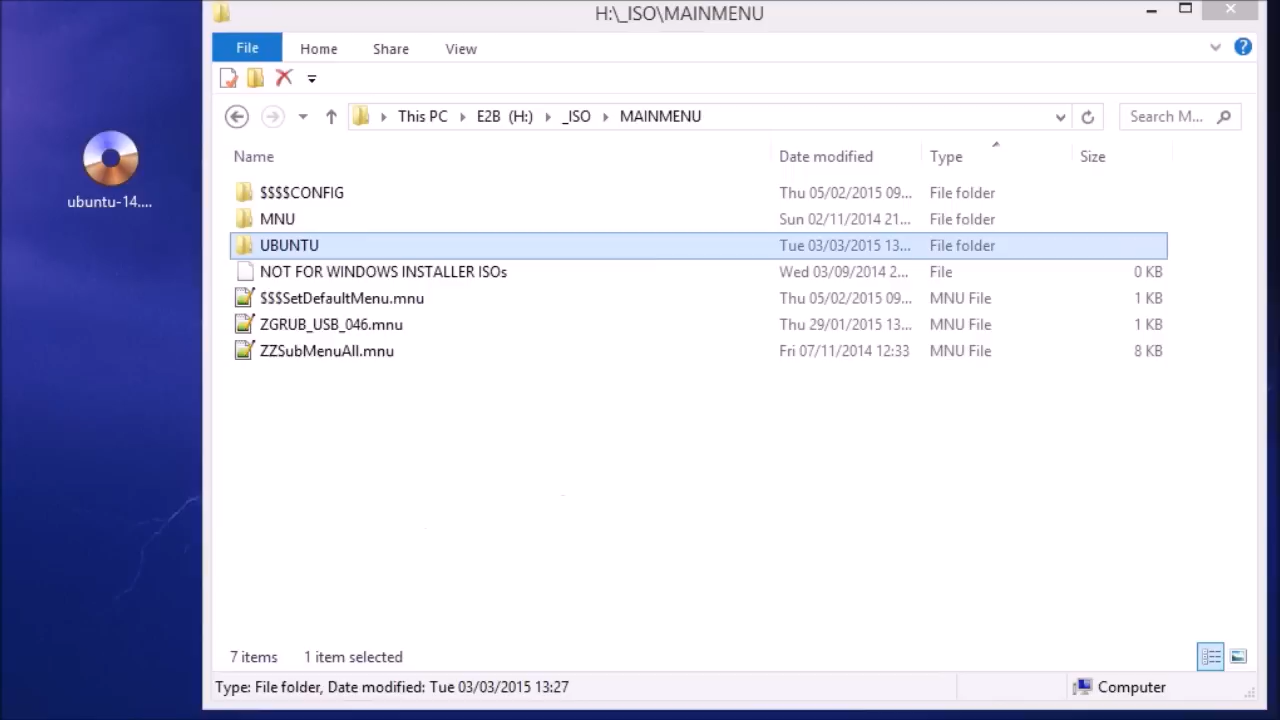 H:\_ISO\MAINMENU
File Home Share View
This PC E2B (H:) _ISO MAINMENU Search M...
ubuntu-14....
Name Date modified Type Size
$$$$CONFIG Thu 05/02/2015 09... File folder
MNU Sun 02/11/2014 21... File folder
UBUNTU Tue 03/03/2015 13... File folder
NOT FOR WINDOWS INSTALLER ISOs Wed 03/09/2014 2... File 0 KB
$$$SetDefaultMenu.mnu Thu 05/02/2015 09... MNU File 1 KB
ZGRUB_USB_046.mnu Thu 29/01/2015 13... MNU File 1 KB
ZZSubMenuAll.mnu Fri 07/11/2014 12:33 MNU File 8 KB
7 items 1 item selected
Type: File folder, Date modified: Tue 03/03/2015 13:27 Computer